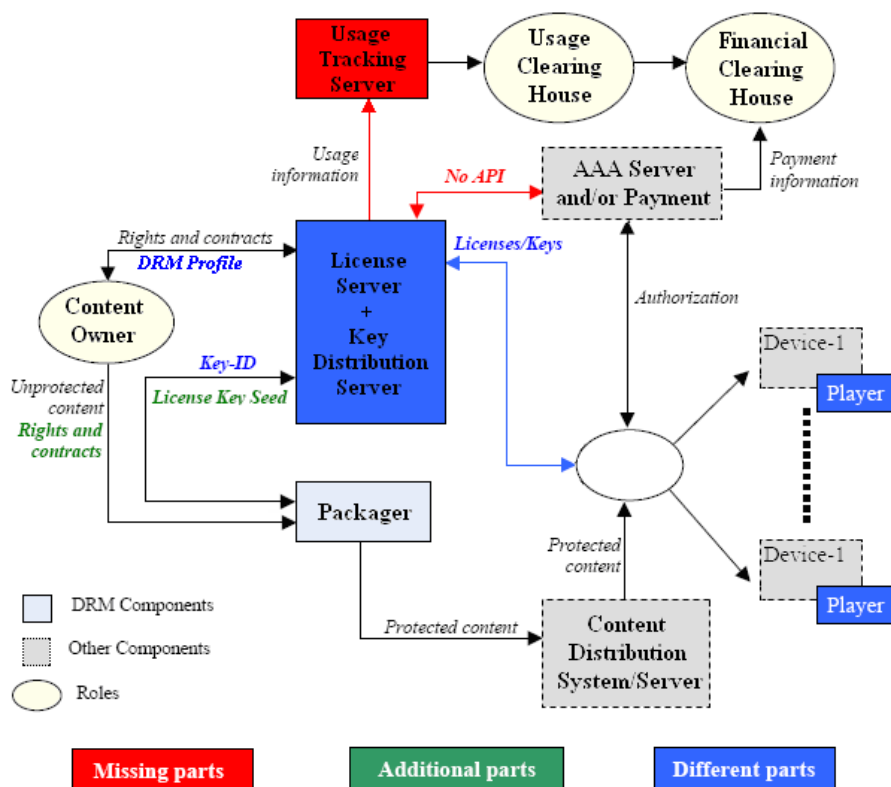 Usage
Tracking
Server
Usage
Clearing
House
Financial
Clearing
House
Usage
information
No API
AAA Server
and/or Payment
Payment
information
Rights and contracts
DRM Profile
License
Server
+
Key
Distribution
Server
Licenses/Keys
Authorization
Content
Owner
Key-ID
License Key Seed
Unprotected
content
Rights and
contracts
Device-1
Player
Packager
Protected
content
Device-1
Player
DRM Components
Other Components
Roles
Protected content
Content
Distribution
System/Server
Missing parts
Additional parts
Different parts